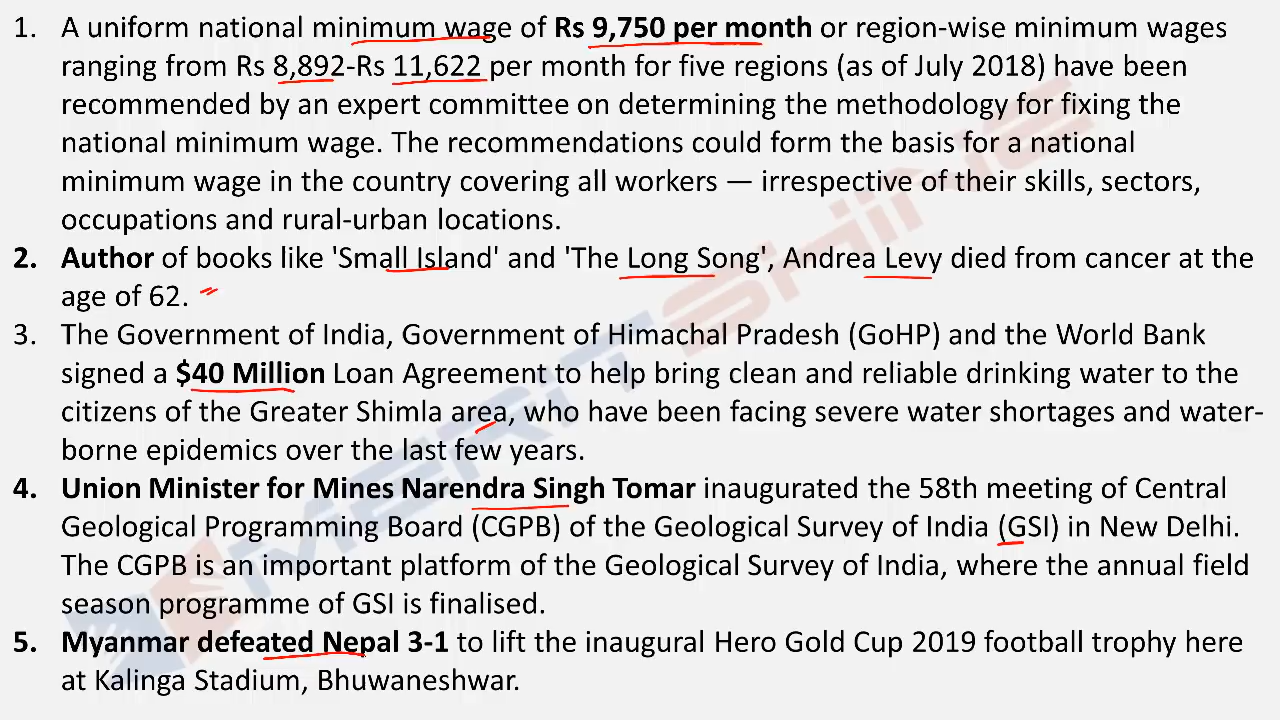 1. A uniform national minimum wage of Rs 9,750 per month or region-wise minimum wages
ranging from Rs 8,892-Rs 11,622 per month for five regions (as of July 2018) have been
recommended by an expert committee on determining the methodology for fixing the
national minimum wage. The recommendations could form the basis for a national
minimum wage in the country covering all workers — irrespective of their skills, sectors,
occupations and rural-urban locations.
2. Author of books like 'Small Island' and 'The Long Song', Andrea Levy died from cancer at the
age of 62.
3. The Government of India, Government of Himachal Pradesh (GoHP) and the World Bank
signed a $40 Million Loan Agreement to help bring clean and reliable drinking water to the
citizens of the Greater Shimla area, who have been facing severe water shortages and water-
borne epidemics over the last few years.
4. Union Minister for Mines Narendra Singh Tomar inaugurated the 58th meeting of Central
Geological Programming Board (CGPB) of the Geological Survey of India (GSI) in New Delhi.
The CGPB is an important platform of the Geological Survey of India, where the annual field
season programme of GSI is finalised.
5. Myanmar defeated Nepal 3-1 to lift the inaugural Hero Gold Cup 2019 football trophy here
at Kalinga Stadium, Bhuwaneshwar.
MERITSHINE